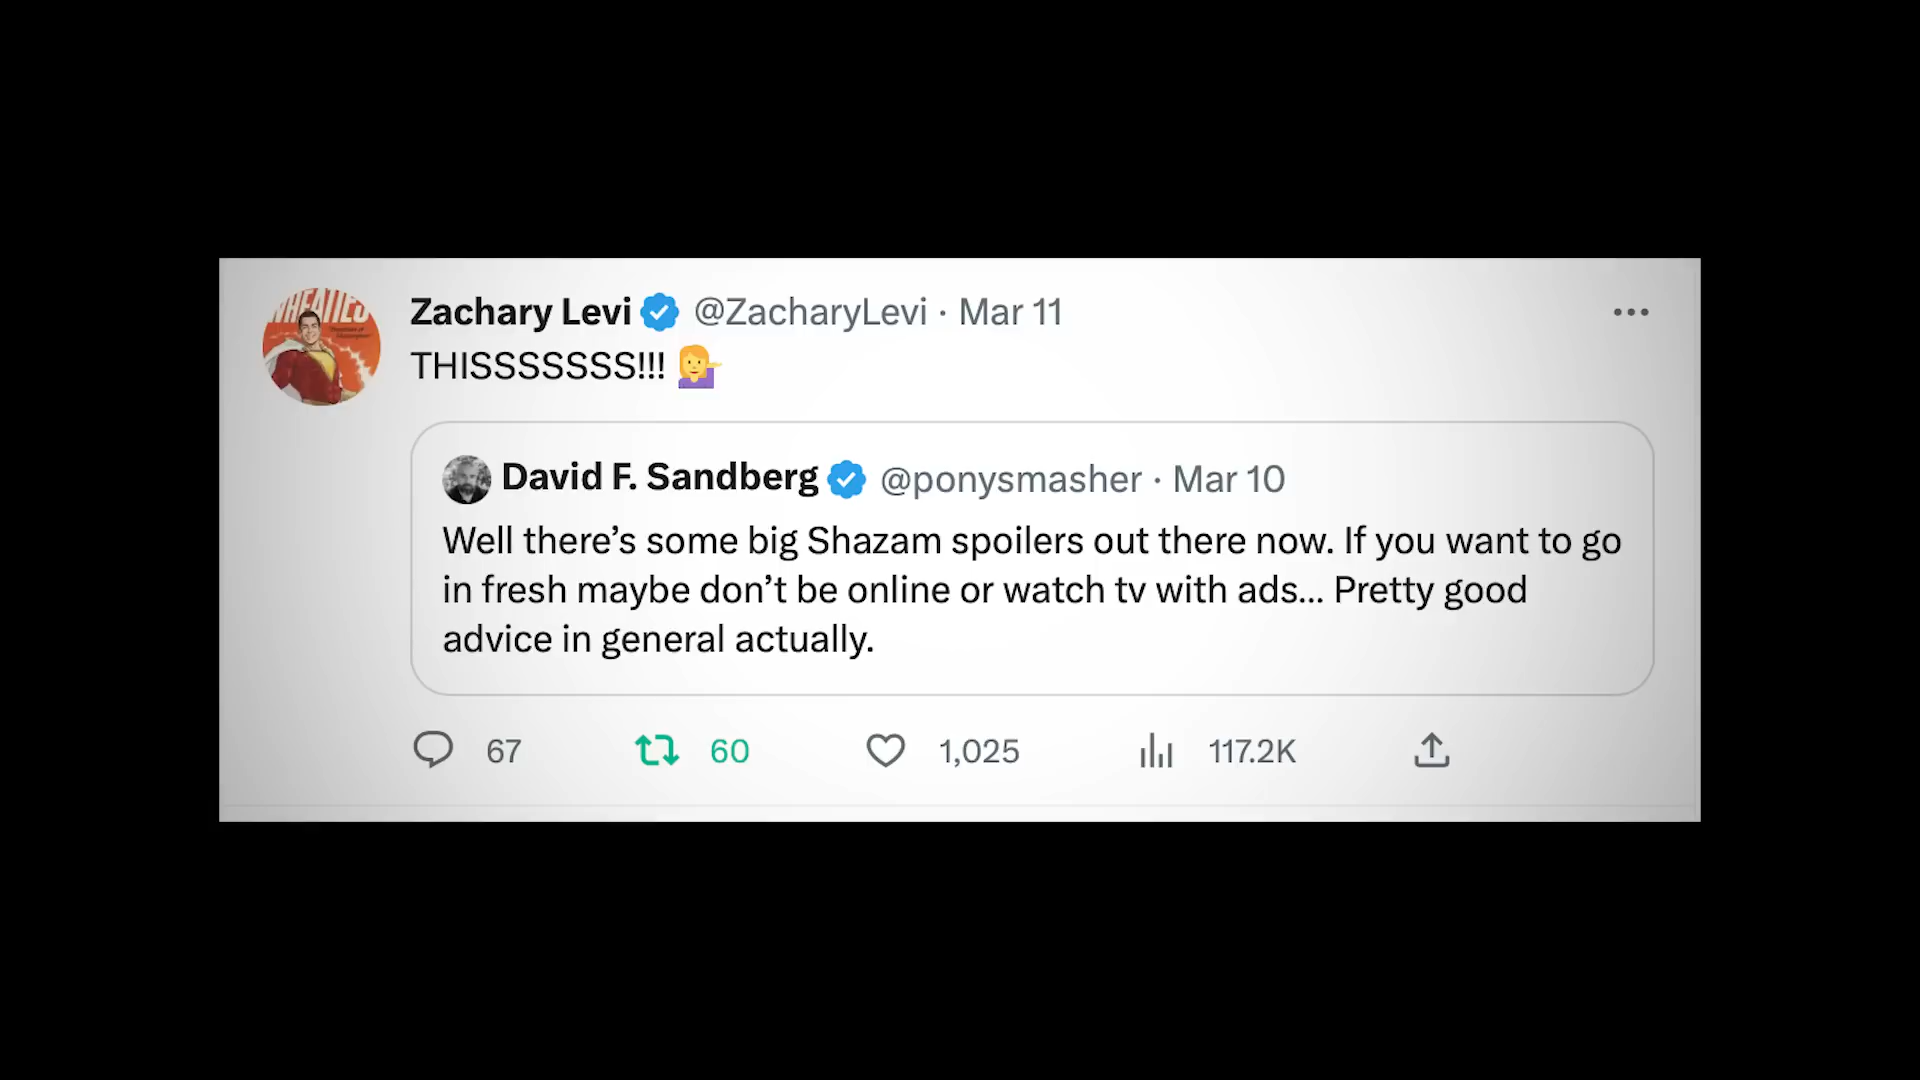 WHEATIES
Zachary Levi @ZacharyLevi · Mar 11
THISSSSSSS!!!
David F. Sandberg @ponysmasher · Mar 10
Well there’s some big Shazam spoilers out there now. If you want to go
in fresh maybe don’t be online or watch tv with ads... Pretty good
advice in general actually.
67 60 1,025 117.2K